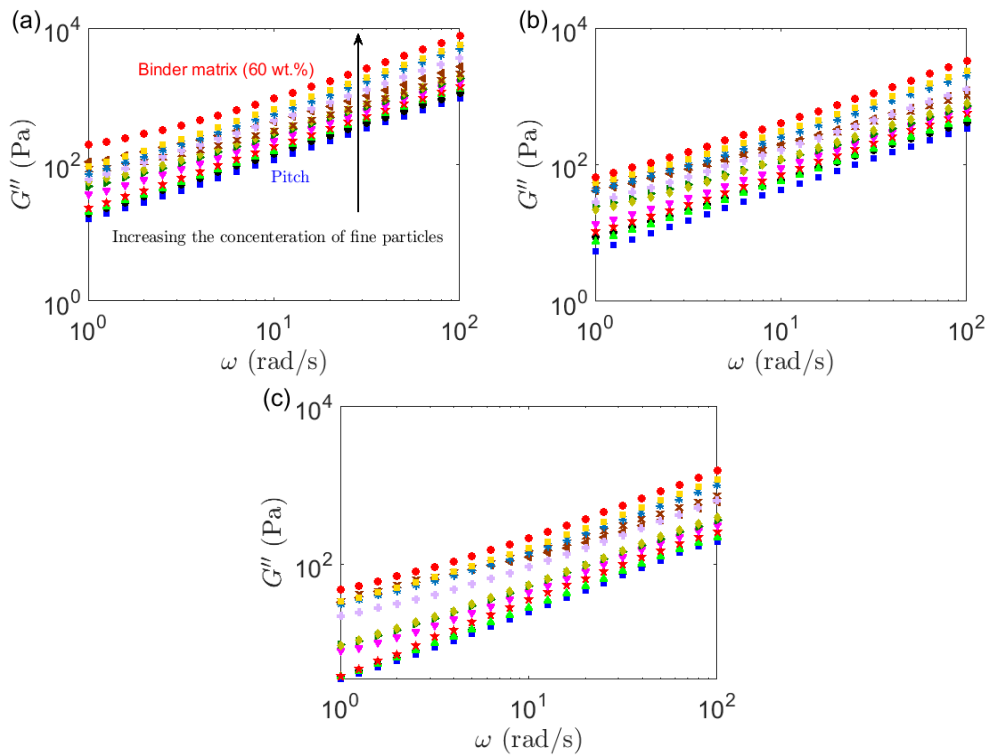 (a)
10^4
10^2
10^0
G'' (Pa)
Binder matrix (60 wt.%)
Pitch
Increasing the concenteration of fine particles
10^0
10^1
10^2
ω (rad/s)
(b)
10^4
10^2
10^0
G'' (Pa)
10^0
10^1
10^2
ω (rad/s)
(c)
10^4
10^2
G'' (Pa)
10^0
10^1
10^2
ω (rad/s)